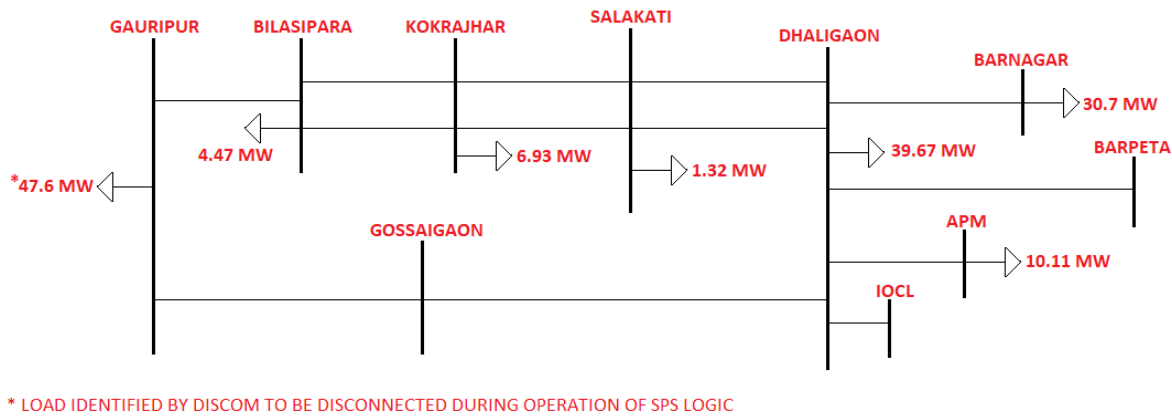 SALAKATI
GAURIPUR
BILASIPARA
KOKRAJHAR
DHALIGAON
BARNAGAR
30.7 MW
4.47 MW
6.93 MW
39.67 MW
BARPETA
1.32 MW
*47.6 MW
GOSSAIGAON
APM
10.11 MW
IOCL
* LOAD IDENTIFIED BY DISCOM TO BE DISCONNECTED DURING OPERATION OF SPS LOGIC